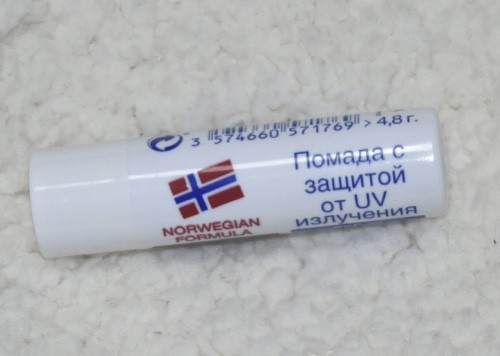 3 574660 571769 > 4,8 г.
NORWEGIAN
FORMULA
Помада с
защитой
от UV
излучения